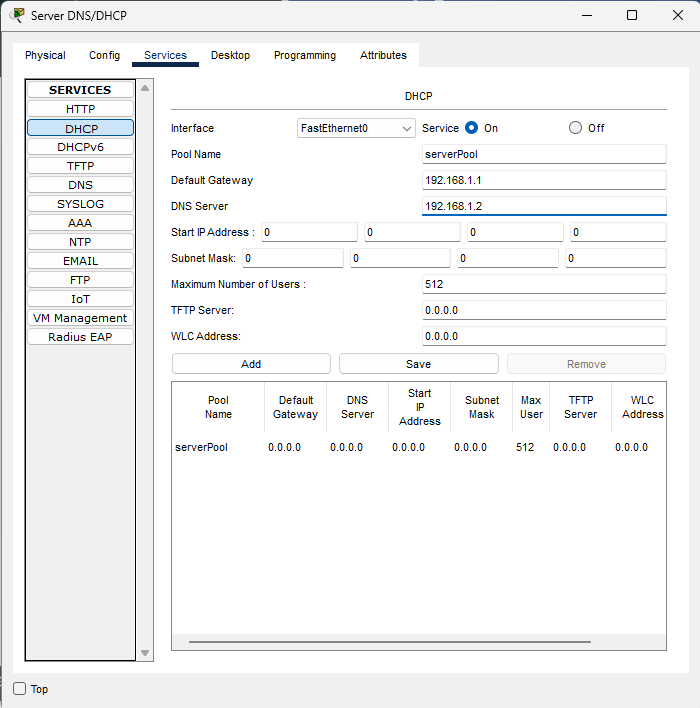 Server DNS/DHCP
Physical Config Services Desktop Programming Attributes
SERVICES
HTTP
DHCP
DHCPv6
TFTP
DNS
SYSLOG
AAA
NTP
EMAIL
FTP
IoT
VM Management
Radius EAP
DHCP
Interface FastEthernet0 Service On Off
Pool Name serverPool
Default Gateway 192.168.1.1
DNS Server 192.168.1.2
Start IP Address : 0 0 0 0
Subnet Mask: 0 0 0 0
Maximum Number of Users : 512
TFTP Server: 0.0.0.0
WLC Address: 0.0.0.0
Add Save Remove
Pool Name Default Gateway DNS Server Start IP Address Subnet Mask Max User TFTP Server WLC Address
serverPool 0.0.0.0 0.0.0.0 0.0.0.0 0.0.0.0 512 0.0.0.0 0.0.0.0
Top